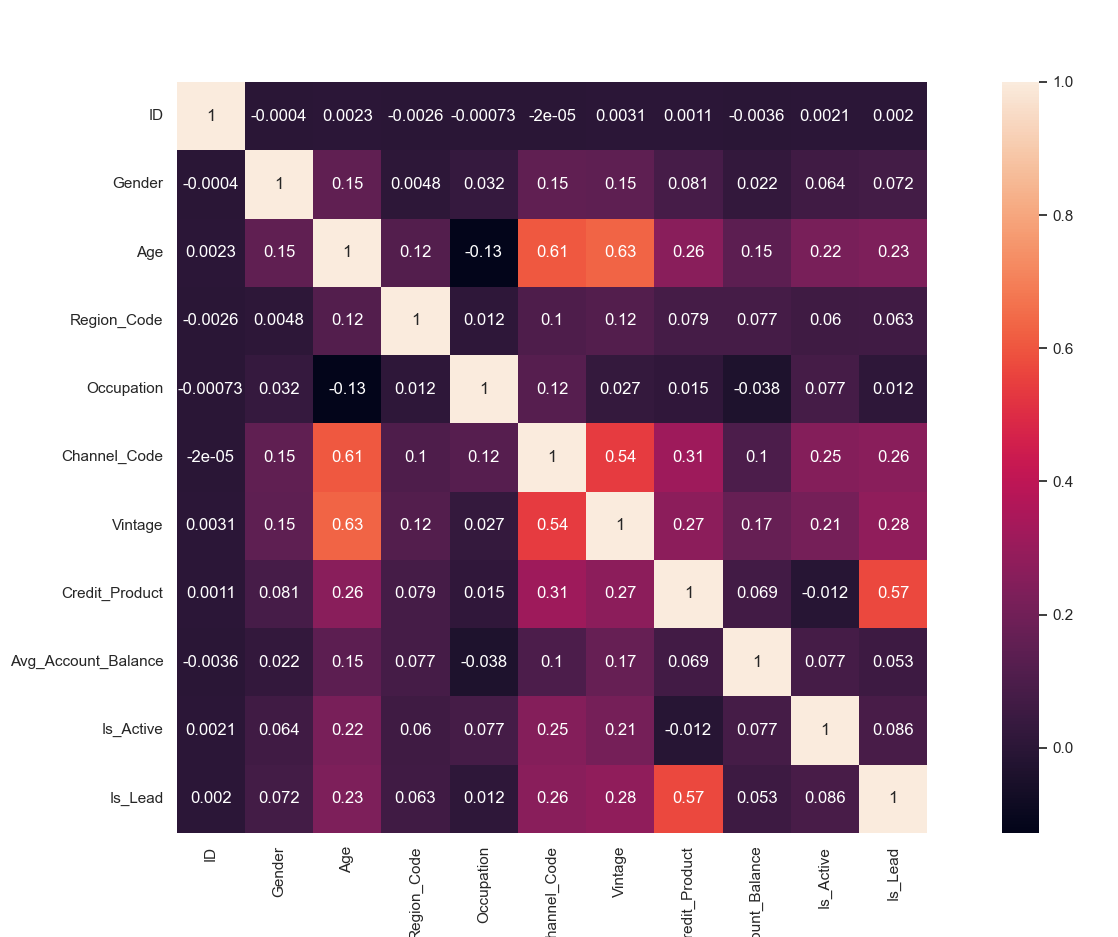 ID 1 -0.0004 0.0023 -0.0026 -0.00073 -2e-05 0.0031 0.0011 -0.0036 0.0021 0.002
Gender -0.0004 1 0.15 0.0048 0.032 0.15 0.15 0.081 0.022 0.064 0.072
Age 0.0023 0.15 1 0.12 -0.13 0.61 0.63 0.26 0.15 0.22 0.23
Region_Code -0.0026 0.0048 0.12 1 0.012 0.1 0.12 0.079 0.077 0.06 0.063
Occupation -0.00073 0.032 -0.13 0.012 1 0.12 0.027 0.015 -0.038 0.077 0.012
Channel_Code -2e-05 0.15 0.61 0.1 0.12 1 0.54 0.31 0.1 0.25 0.26
Vintage 0.0031 0.15 0.63 0.12 0.027 0.54 1 0.27 0.17 0.21 0.28
Credit_Product 0.0011 0.081 0.26 0.079 0.015 0.31 0.27 1 0.069 -0.012 0.57
Avg_Account_Balance -0.0036 0.022 0.15 0.077 -0.038 0.1 0.17 0.069 1 0.077 0.053
Is_Active 0.0021 0.064 0.22 0.06 0.077 0.25 0.21 -0.012 0.077 1 0.086
Is_Lead 0.002 0.072 0.23 0.063 0.012 0.26 0.28 0.57 0.053 0.086 1
ID
Gender
Age
Region_Code
Occupation
hannel_Code
Vintage
redit_Product
ount_Balance
Is_Active
Is_Lead
1.0
0.8
0.6
0.4
0.2
0.0